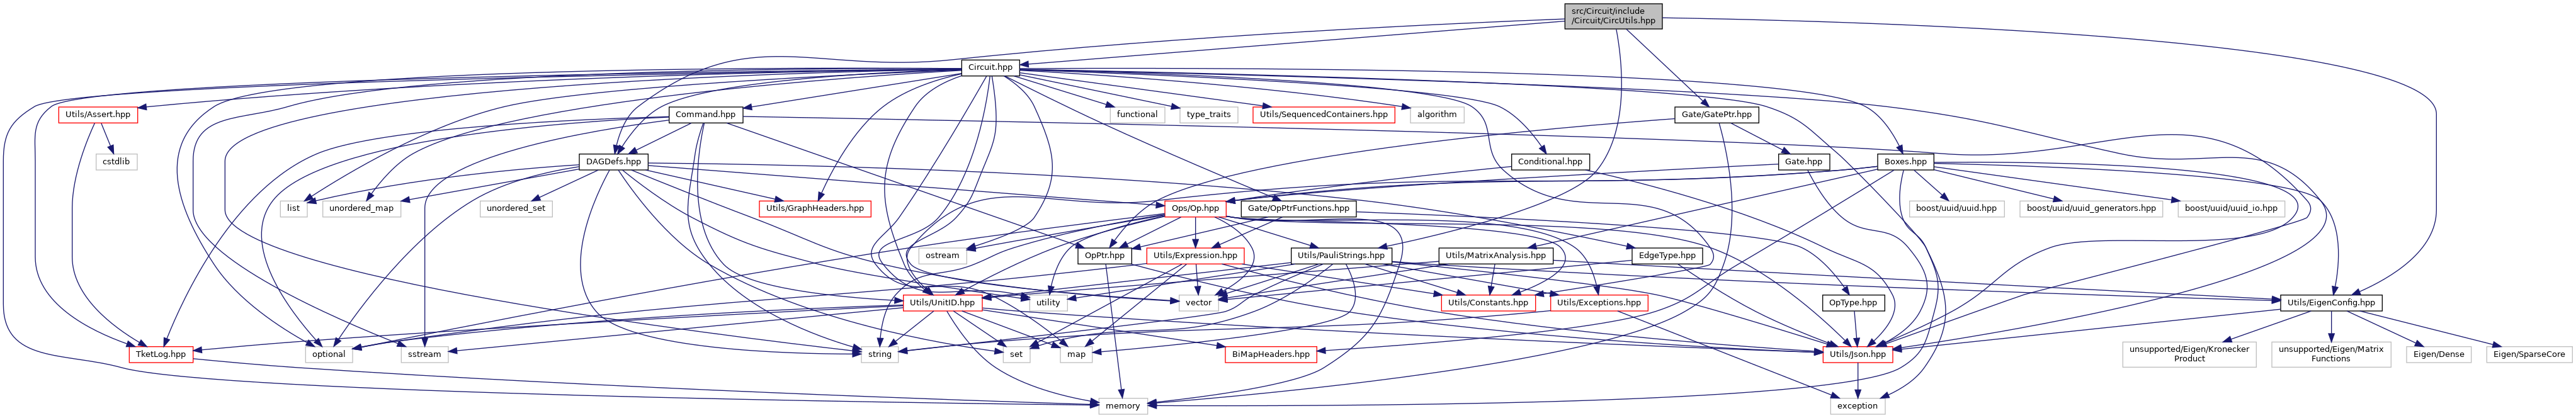 src/Circuit/include
/Circuit/CircUtils.hpp
Circuit.hpp
Utils/Assert.hpp
Command.hpp
functional
type_traits
Utils/SequencedContainers.hpp
algorithm
Gate/GatePtr.hpp
cstdlib
DAGDefs.hpp
Conditional.hpp
Gate.hpp
Boxes.hpp
list
unordered_map
unordered_set
Utils/GraphHeaders.hpp
Ops/Op.hpp
Gate/OpPtrFunctions.hpp
boost/uuid/uuid.hpp
boost/uuid/uuid_generators.hpp
boost/uuid/uuid_io.hpp
ostream
OpPtr.hpp
Utils/Expression.hpp
Utils/PauliStrings.hpp
Utils/MatrixAnalysis.hpp
EdgeType.hpp
Utils/UnitID.hpp
utility
vector
Utils/Constants.hpp
Utils/Exceptions.hpp
OpType.hpp
Utils/EigenConfig.hpp
TketLog.hpp
optional
sstream
string
set
map
BiMapHeaders.hpp
Utils/Json.hpp
unsupported/Eigen/Kronecker
Product
unsupported/Eigen/Matrix
Functions
Eigen/Dense
Eigen/SparseCore
memory
exception